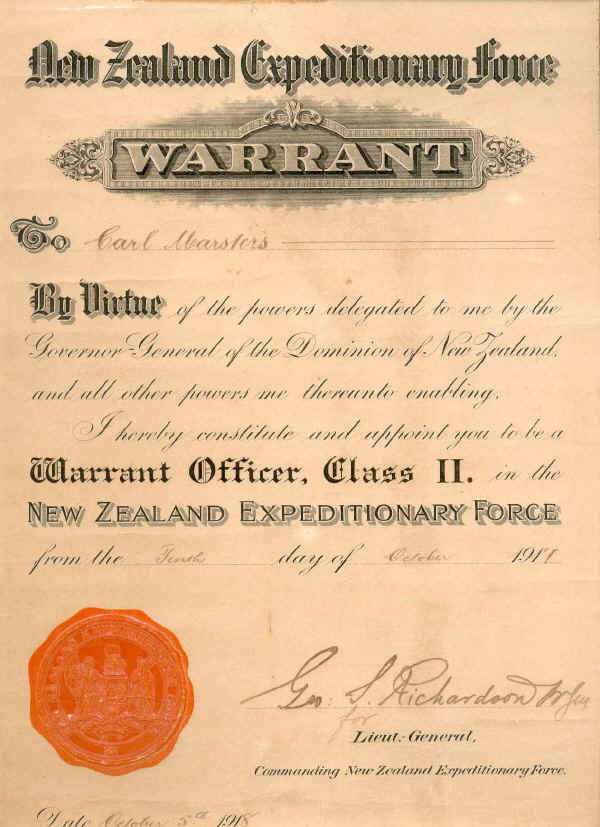 New Zealand Expeditionary Force
WARRANT
To Carl Marsters
By Virtue of the powers delegated to me by the
Governor-General of the Dominion of New Zealand,
and all other powers me thereunto enabling,
I hereby constitute and appoint you to be a
Warrant Officer, Class II. in the
NEW ZEALAND EXPEDITIONARY FORCE
from the Tenth day of October 191
Geo: S. Richardson
for
Lieut.-General,
Commanding New Zealand Expeditionary Force.
Date October 5th 1918